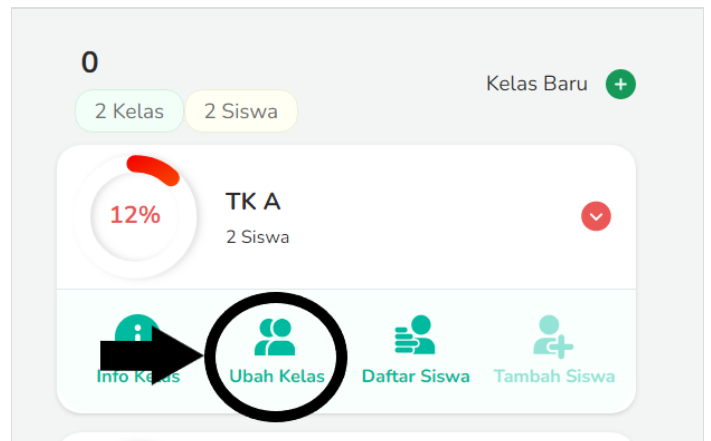 0
Kelas Baru
2 Kelas 2 Siswa
12%
TK A
2 Siswa
Info Kelas Ubah Kelas Daftar Siswa Tambah Siswa